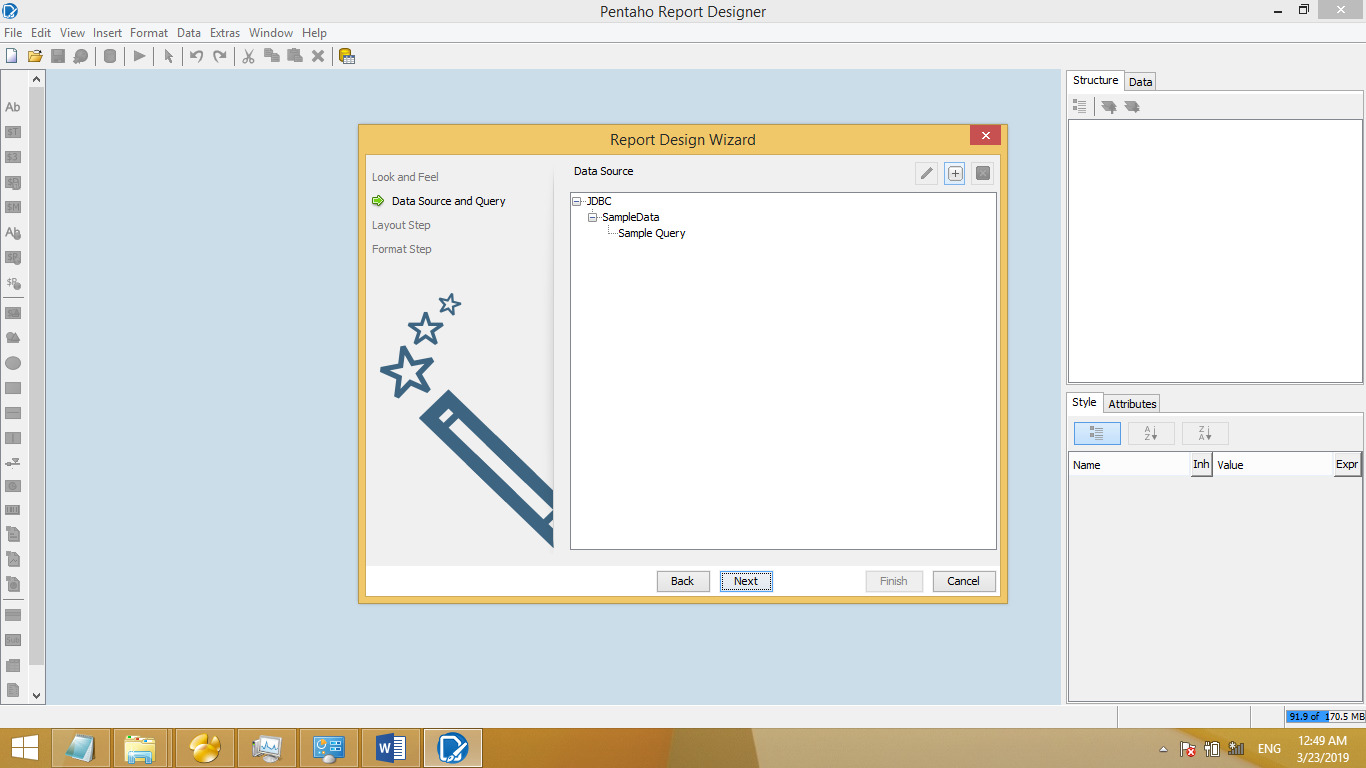 Pentaho Report Designer
File Edit View Insert Format Data Extras Window Help
Structure Data
Ab
Report Design Wizard
Look and Feel
Data Source and Query
Layout Step
Format Step
Data Source
JDBC
SampleData
Sample Query
Back Next Finish Cancel
Style Attributes
A Z
Z A
Name Inh Value Expr
91.9 of 170.5 MB
ENG
12:49 AM
3/23/2019